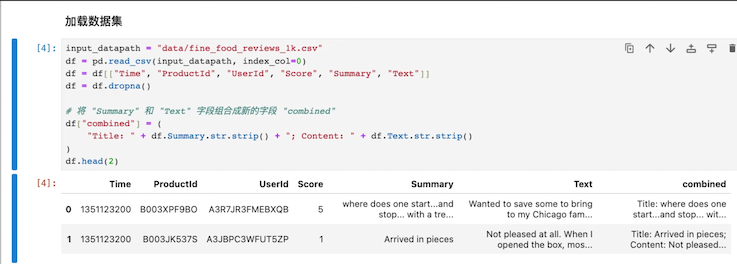 加载数据集
[4]:
input_datapath = "data/fine_food_reviews_1k.csv"
df = pd.read_csv(input_datapath, index_col=0)
df = df[["Time", "ProductId", "UserId", "Score", "Summary", "Text"]]
df = df.dropna()
# 将 "Summary" 和 "Text" 字段组合成新的字段 "combined"
df["combined"] = (
"Title: " + df.Summary.str.strip() + "; Content: " + df.Text.str.strip()
)
df.head(2)
[4]:
Time ProductId UserId Score Summary Text combined
0 1351123200 B003XPF9BO A3R7JR3FMEBXQB 5 where does one start...and stop... with a tre... Wanted to save some to bring to my Chicago fam... Title: where does one start...and stop... wit...
1 1351123200 B003JK537S A3JBPC3WFUT5ZP 1 Arrived in pieces Not pleased at all. When I opened the box, mos... Title: Arrived in pieces; Content: Not pleased...